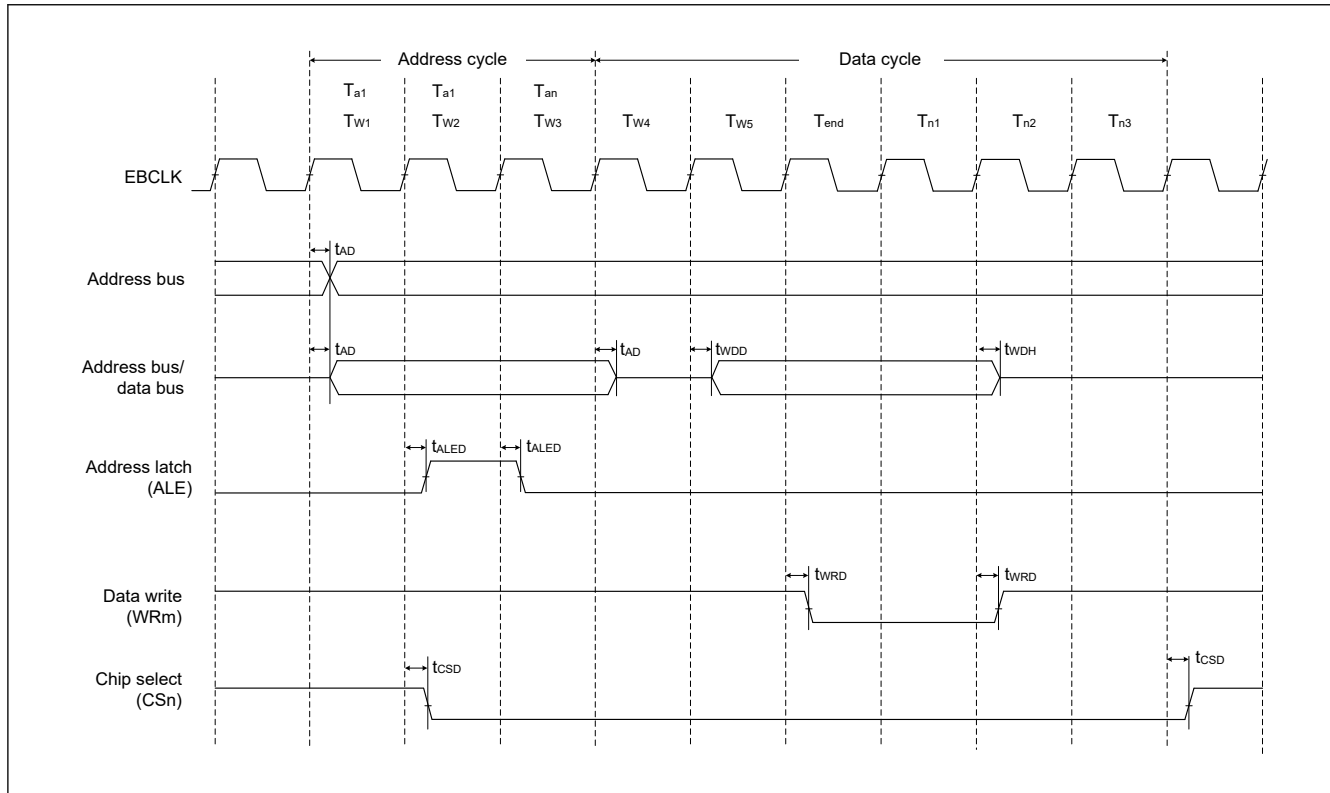 Address cycle Data cycle
Ta1 Ta1 Tan
TW1 TW2 TW3 TW4 TW5 Tend Tn1 Tn2 Tn3
EBCLK
tAD
Address bus
tAD tAD tWDD tWDH
Address bus/
data bus
tALED tALED
Address latch
(ALE)
tWRD tWRD
Data write
(WRm)
tCSD tCSD
Chip select
(CSn)